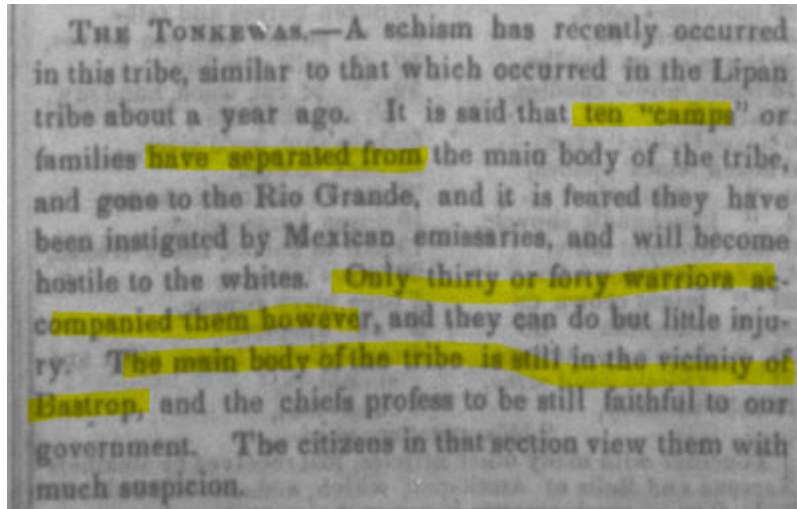 THE TONKEWAS.—A schism has recently occurred
in this tribe, similar to that which occurred in the Lipan
tribe about a year ago. It is said that ten "camps" or
families have separated from the main body of the tribe,
and gone to the Rio Grande, and it is feared they have
been instigated by Mexican emissaries, and will become
hostile to the whites. Only thirty or forty warriors ac-
companied them however, and they can do but little inju-
ry. The main body of the tribe is still in the vicinity of
Bastrop, and the chiefs profess to be still faithful to our
government. The citizens in that section view them with
much suspicion.